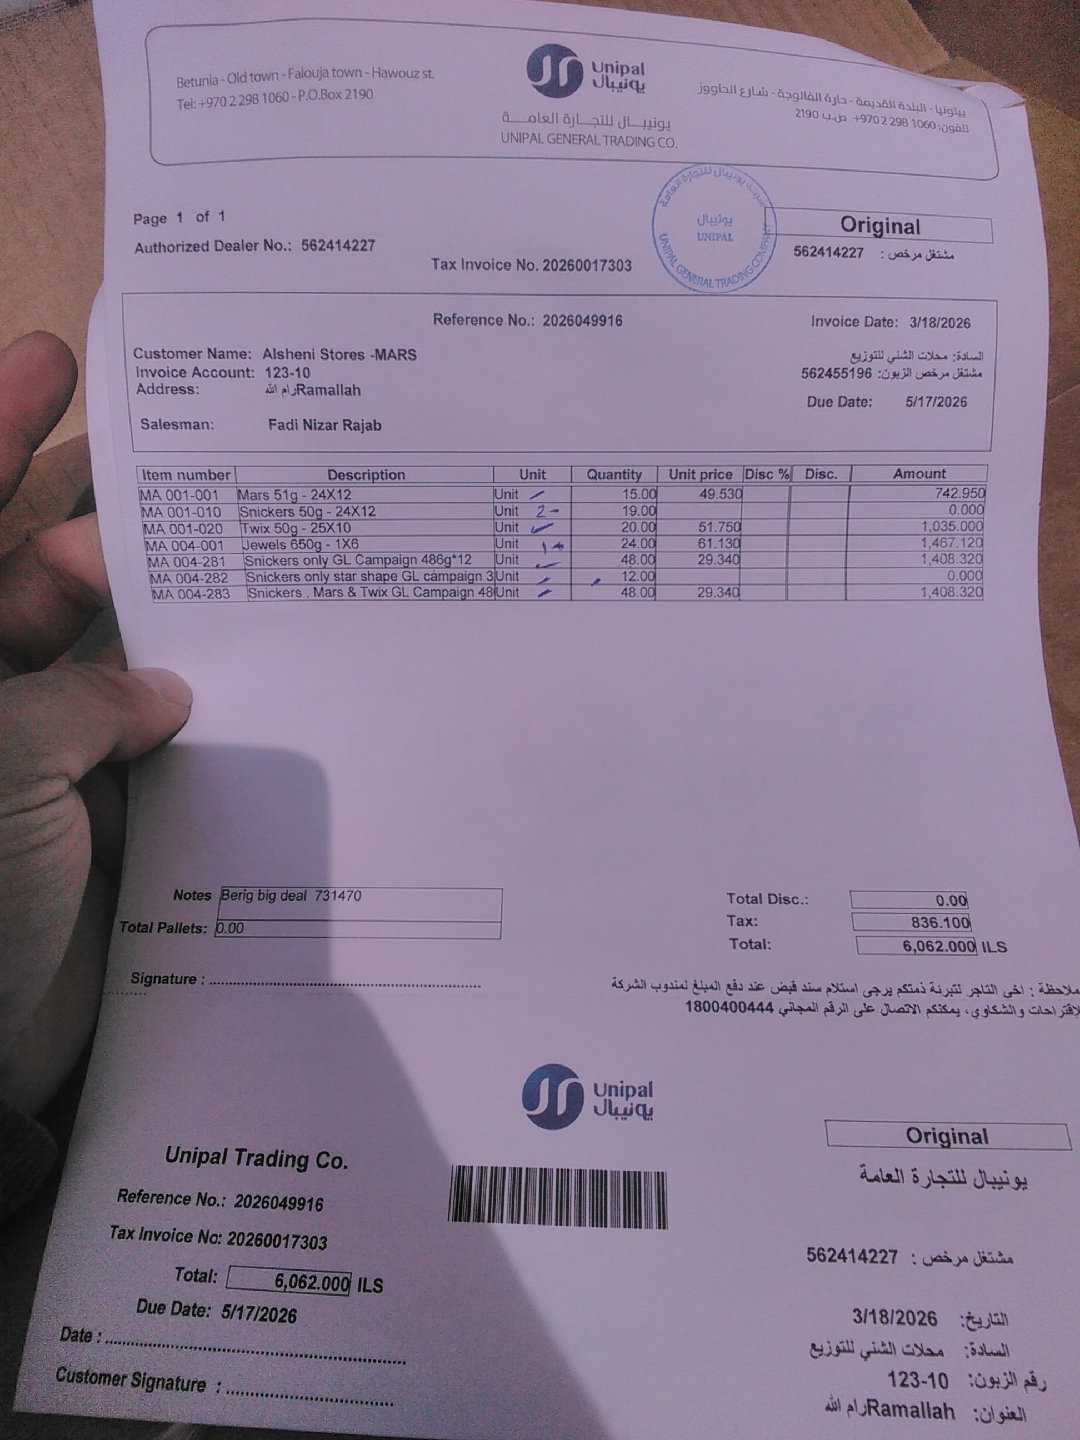 Betunia - Old town - Falouja town - Hawouz st.
Tel: +970 2 298 1060 - P.O.Box 2190
Unipal
يونيبال
يونيبال للتجارة العامة
UNIPAL GENERAL TRADING CO.
بيتونيا - البلدة القديمة - حارة الفالوجة - شارع الحاووز
تلفون: 1060 298 2 970+ ص.ب 2190
شركة يونيبال للتجارة العامة
يونيبال
UNIPAL
UNIPAL GENERAL TRADING COMPANY
Page 1 of 1
Original
Authorized Dealer No.: 562414227
مشتغل مرخص : 562414227
Tax Invoice No. 20260017303
Reference No.: 2026049916
Invoice Date: 3/18/2026
Customer Name: Alsheni Stores -MARS
السادة: محلات الشني للتوزيع
Invoice Account: 123-10
مشتغل مرخص الزبون: 562455196
Address: رام الله Ramallah
Due Date: 5/17/2026
Salesman: Fadi Nizar Rajab
Item number Description Unit Quantity Unit price Disc % Disc. Amount
MA 001-001 Mars 51g - 24X12 Unit 15.00 49.530 742.950
MA 001-010 Snickers 50g - 24X12 Unit 2- 19.00 0.000
MA 001-020 Twix 50g - 25X10 Unit 20.00 51.750 1,035.000
MA 004-001 Jewels 650g - 1X6 Unit 24.00 61.130 1,467.120
MA 004-281 Snickers only GL Campaign 486g*12 Unit 48.00 29.340 1,408.320
MA 004-282 Snickers only star shape GL campaign 3 Unit 12.00 0.000
MA 004-283 Snickers , Mars & Twix GL Campaign 48 Unit 48.00 29.340 1,408.320
Notes Berig big deal 731470
Total Pallets: 0.00
Total Disc.: 0.00
Tax: 836.100
Total: 6,062.000 ILS
Signature :
ملاحظة : اخي التاجر لتبرئة ذمتكم يرجى استلام سند قبض عند دفع المبلغ لمندوب الشركة
لإقتراحات والشكاوي، يمكنكم الاتصال على الرقم المجاني 1800400444
Unipal
يونيبال
Original
Unipal Trading Co.
يونيبال للتجارة العامة
Reference No.: 2026049916
Tax Invoice No: 20260017303
مشتغل مرخص : 562414227
Total: 6,062.000 ILS
Due Date: 5/17/2026
التاريخ: 3/18/2026
Date :
السادة: محلات الشني للتوزيع
Customer Signature :
رقم الزبون: 123-10
العنوان: رام الله Ramallah